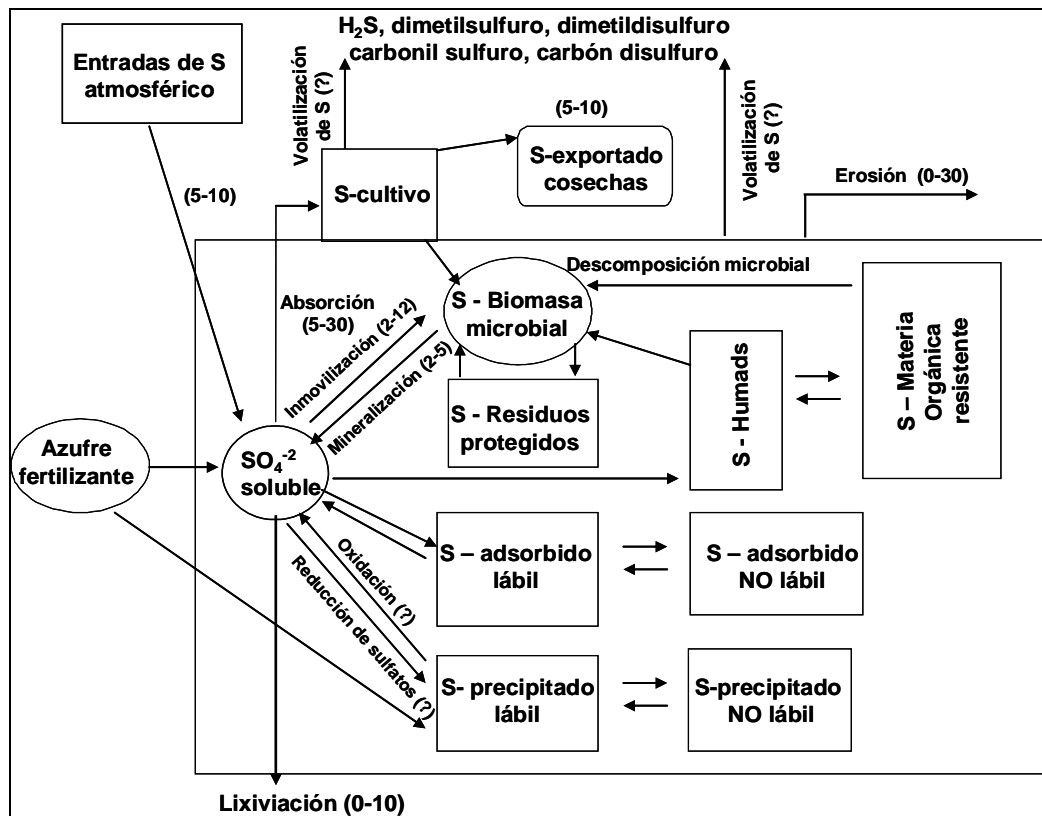 H₂S, dimetilsulfuro, dimetildisulfuro
carbonil sulfuro, carbón disulfuro
Entradas de S
atmosférico
Volatilización
de S (?)
(5-10)
S-exportado
cosechas
Volatilización
de S (?)
Erosión (0-30)
(5-10)
S-cultivo
Descomposición microbial
S - Biomasa
microbial
Absorción
(5-30)
Inmovilización (2-12)
Mineralización (2-5)
S - Residuos
protegidos
S - Humads
S – Materia
Orgánica
resistente
Azufre
fertilizante
SO₄⁻²
soluble
Oxidación (?)
Reducción de sulfatos (?)
S – adsorbido
lábil
S – adsorbido
NO lábil
S- precipitado
lábil
S-precipitado
NO lábil
Lixiviación (0-10)